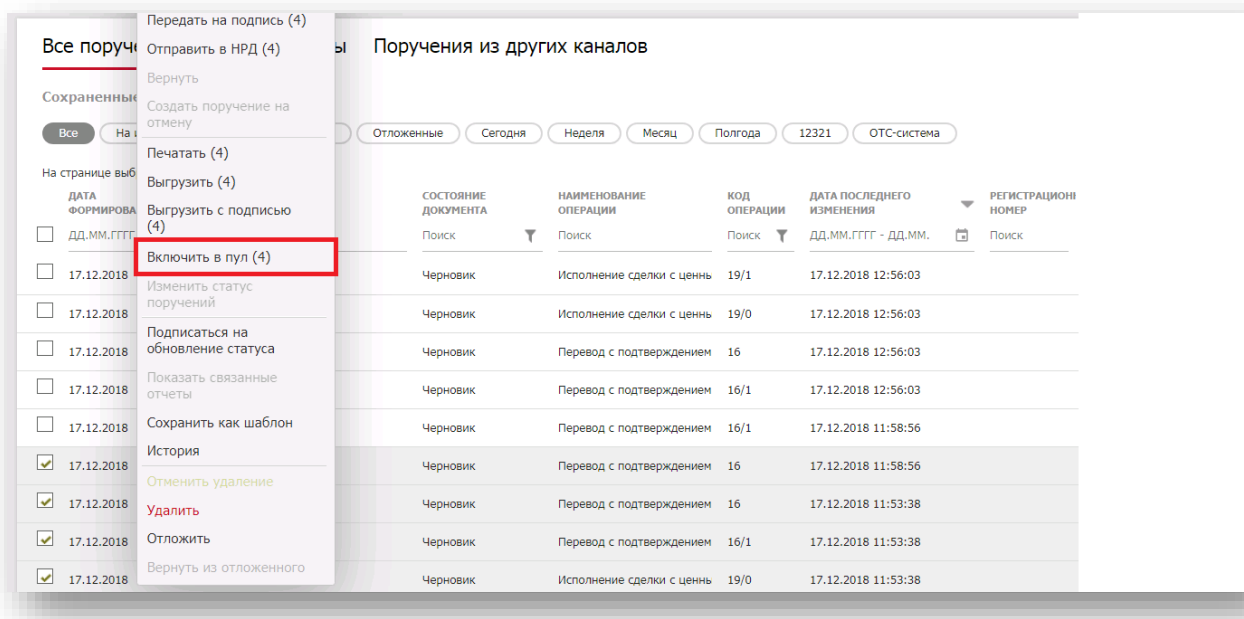 Передать на подпись (4)
Все поруч
Отправить в НРД (4)
Поручения из других каналов
Вернуть
Сохраненные
Создать поручение на
отмену
Все
На
Отложенные
Сегодня
Неделя
Месяц
Полгода
12321
ОТС-система
Печатать (4)
На странице выб
Выгрузить (4)
ДАТА
ФОРМИРОВА
Выгрузить с подписью
(4)
СОСТОЯНИЕ
ДОКУМЕНТА
НАИМЕНОВАНИЕ
ОПЕРАЦИИ
КОД
ОПЕРАЦИИ
ДАТА ПОСЛЕДНЕГО
ИЗМЕНЕНИЯ
РЕГИСТРАЦИОН
НОМЕР
ДД.ММ.ГГГГ
Поиск
Поиск
Поиск
ДД.ММ.ГГГГ - ДД.ММ.
Поиск
Включить в пул (4)
17.12.2018 Черновик Исполнение сделки с ценнь 19/1 17.12.2018 12:56:03
Изменить статус
поручений
17.12.2018 Черновик Исполнение сделки с ценнь 19/0 17.12.2018 12:56:03
Подписаться на
обновление статуса
17.12.2018 Черновик Перевод с подтверждением 16 17.12.2018 12:56:03
Показать связанные
отчеты
17.12.2018 Черновик Перевод с подтверждением 16/1 17.12.2018 12:56:03
Сохранить как шаблон
17.12.2018 Черновик Перевод с подтверждением 16/1 17.12.2018 11:58:56
История
17.12.2018 Черновик Перевод с подтверждением 16 17.12.2018 11:58:56
Отменить удаление
17.12.2018 Черновик Перевод с подтверждением 16 17.12.2018 11:53:38
Удалить
Отложить
17.12.2018 Черновик Перевод с подтверждением 16/1 17.12.2018 11:53:38
Вернуть из отложенного
17.12.2018 Черновик Исполнение сделки с ценнь 19/0 17.12.2018 11:53:38